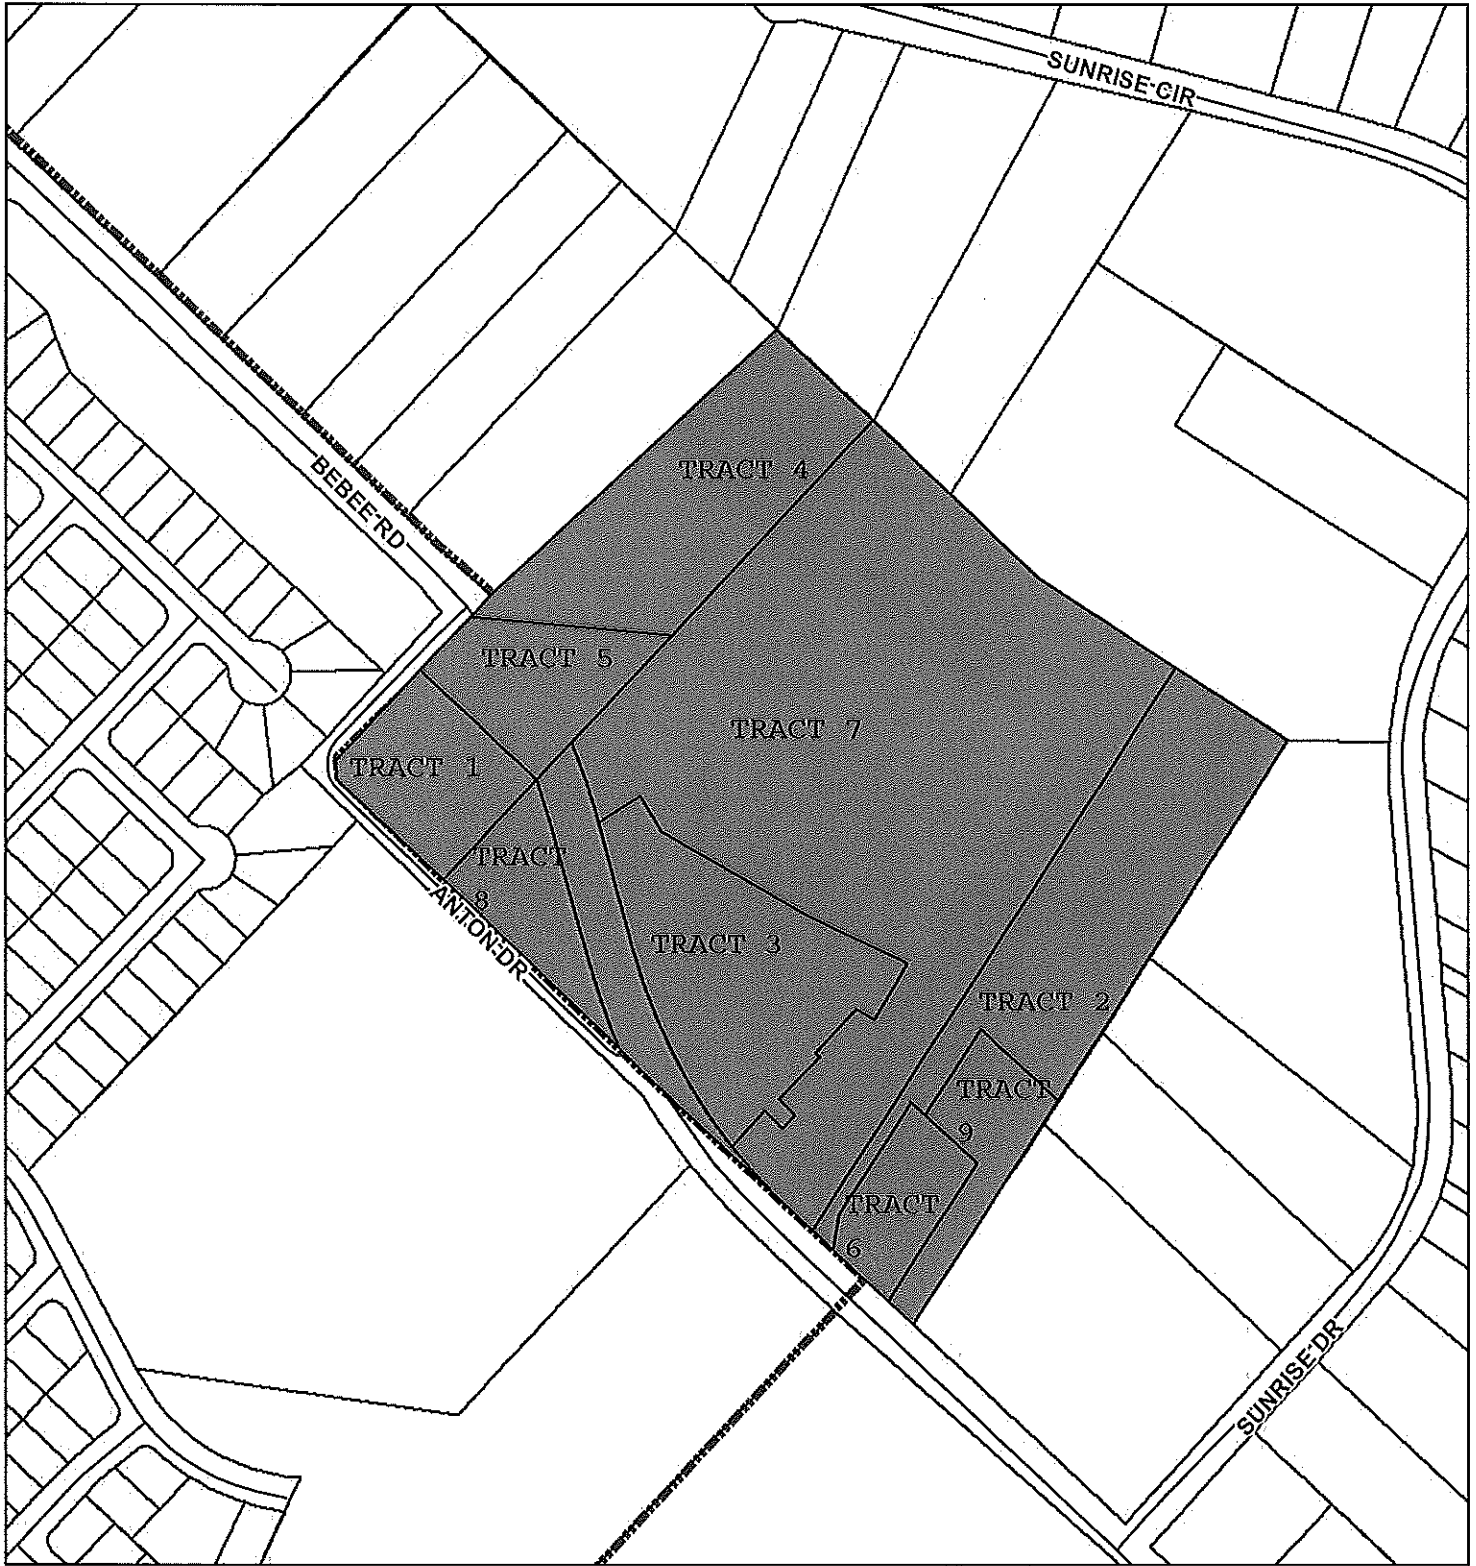 SUNRISE CIR
TRACT 4
BEBEE RD
TRACT 5
TRACT 7
TRACT 1
TRACT
8
ANTON DR
TRACT 3
TRACT 2
TRACT
9
TRACT
6
SUNRISE DR